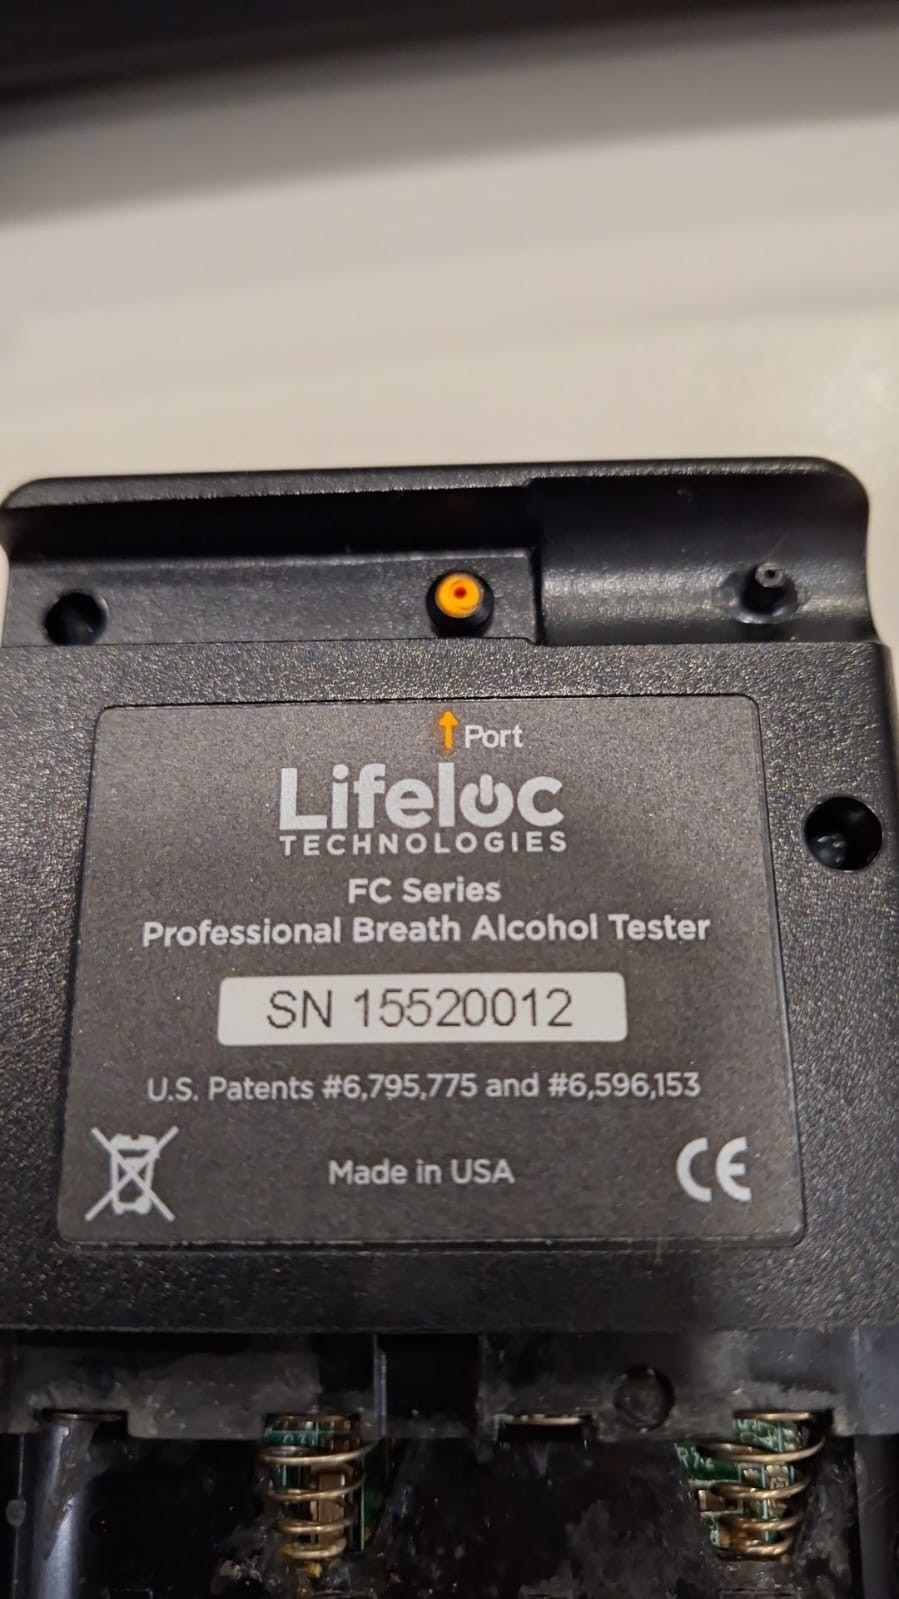 Port
Lifeloc
TECHNOLOGIES
FC Series
Professional Breath Alcohol Tester
SN 15520012
U.S. Patents #6,795,775 and #6,596,153
Made in USA
CE